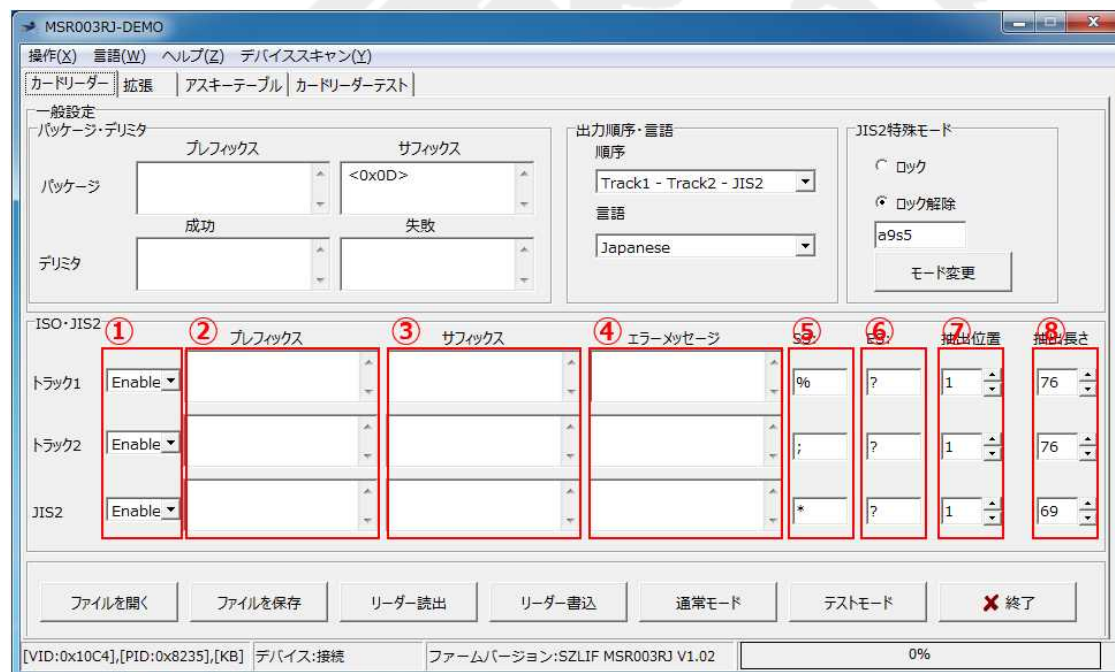 MSR003RJ-DEMO
操作(X) 言語(W) ヘルプ(Z) デバイススキャン(Y)
カードリーダー 拡張 アスキーテーブル カードリーダーテスト
一般設定
パッケージ・デリミタ
プレフィックス サフィックス
パッケージ <0x0D>
成功 失敗
デリミタ
出力順序・言語
順序
Track1 - Track2 - JIS2
言語
Japanese
JIS2特殊モード
ロック
ロック解除
a9s5
モード変更
ISO・JIS2
① ② プレフィックス ③ サフィックス ④ エラーメッセージ ⑤ SS: ⑥ ES: ⑦ 抽出位置 ⑧ 抽出長さ
トラック1 Enable % ? 1 76
トラック2 Enable ; ? 1 76
JIS2 Enable * ? 1 69
ファイルを開く ファイルを保存 リーダー読出 リーダー書込 通常モード テストモード 終了
[VID:0x10C4],[PID:0x8235],[KB] デバイス:接続 ファームバージョン:SZLIF MSR003RJ V1.02 0%